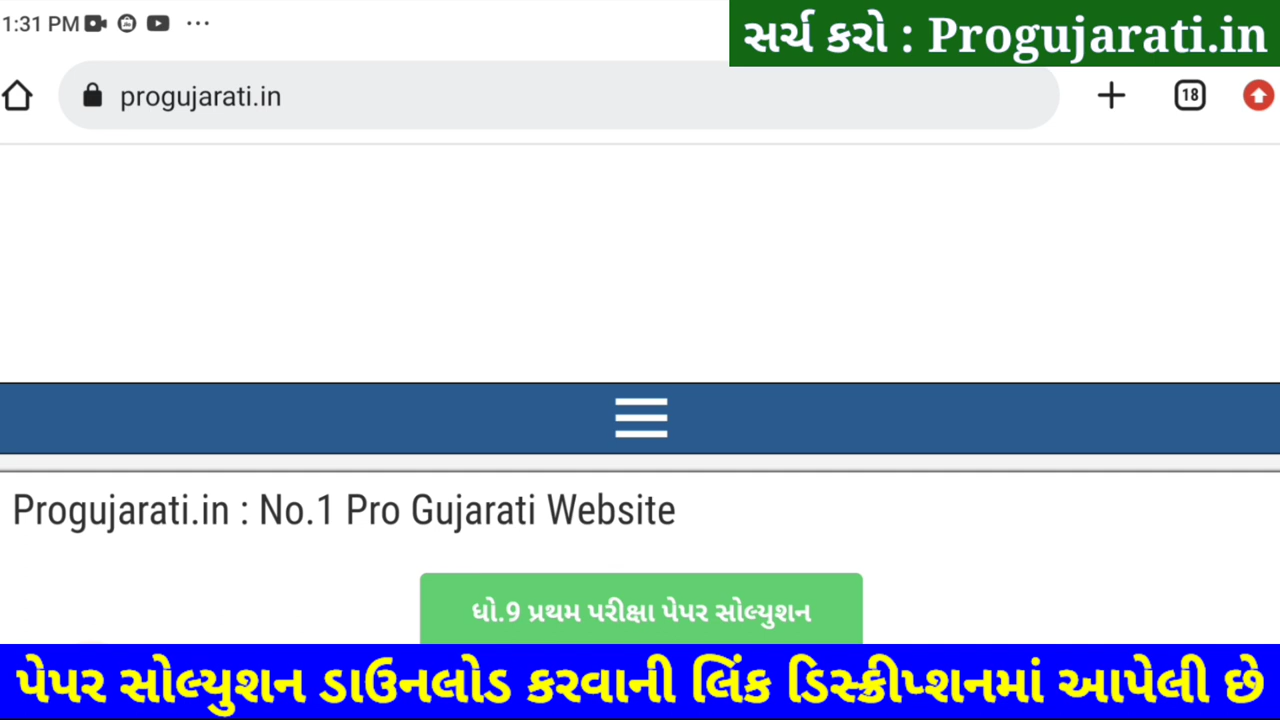 1:31 PM
સર્ચ કરો : Progujarati.in
progujarati.in
18
Progujarati.in : No.1 Pro Gujarati Website
ધો.9 પ્રથમ પરીક્ષા પેપર સોલ્યુશન
પેપર સોલ્યુશન ડાઉનલોડ કરવાની લિંક ડિસ્ક્રીપ્શનમાં આપેલી છે